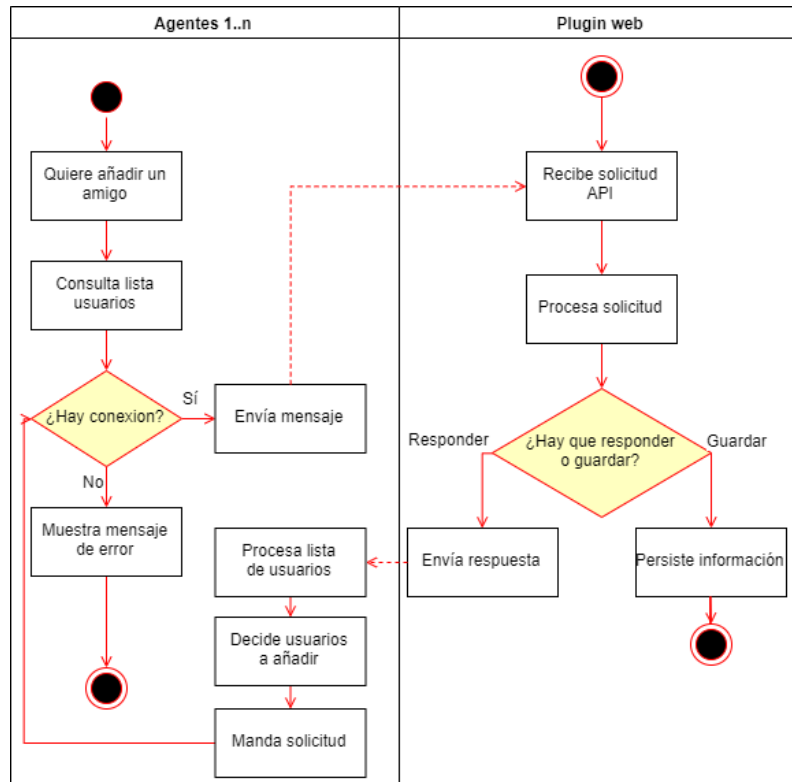 Agentes 1..n
Plugin web
Quiere añadir un
amigo
Consulta lista
usuarios
¿Hay conexion?
Sí
Envía mensaje
No
Muestra mensaje
de error
Procesa lista
de usuarios
Decide usuarios
a añadir
Manda solicitud
Recibe solicitud
API
Procesa solicitud
¿Hay que responder
o guardar?
Responder
Guardar
Envía respuesta
Persiste información